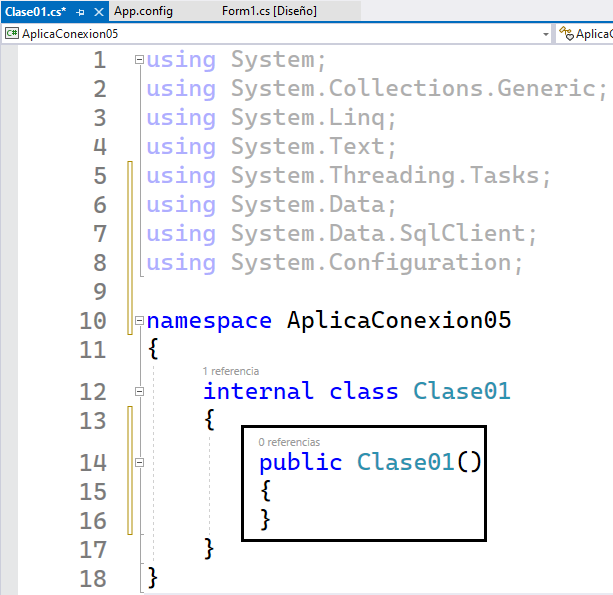 Clase01.cs* App.config Form1.cs [Diseño]
C# AplicaConexion05 AplicaC
1 using System;
2 using System.Collections.Generic;
3 using System.Linq;
4 using System.Text;
5 using System.Threading.Tasks;
6 using System.Data;
7 using System.Data.SqlClient;
8 using System.Configuration;
9
10 namespace AplicaConexion05
11 {
1 referencia
12 internal class Clase01
13 {
0 referencias
14 public Clase01()
15 {
16 }
17 }
18 }